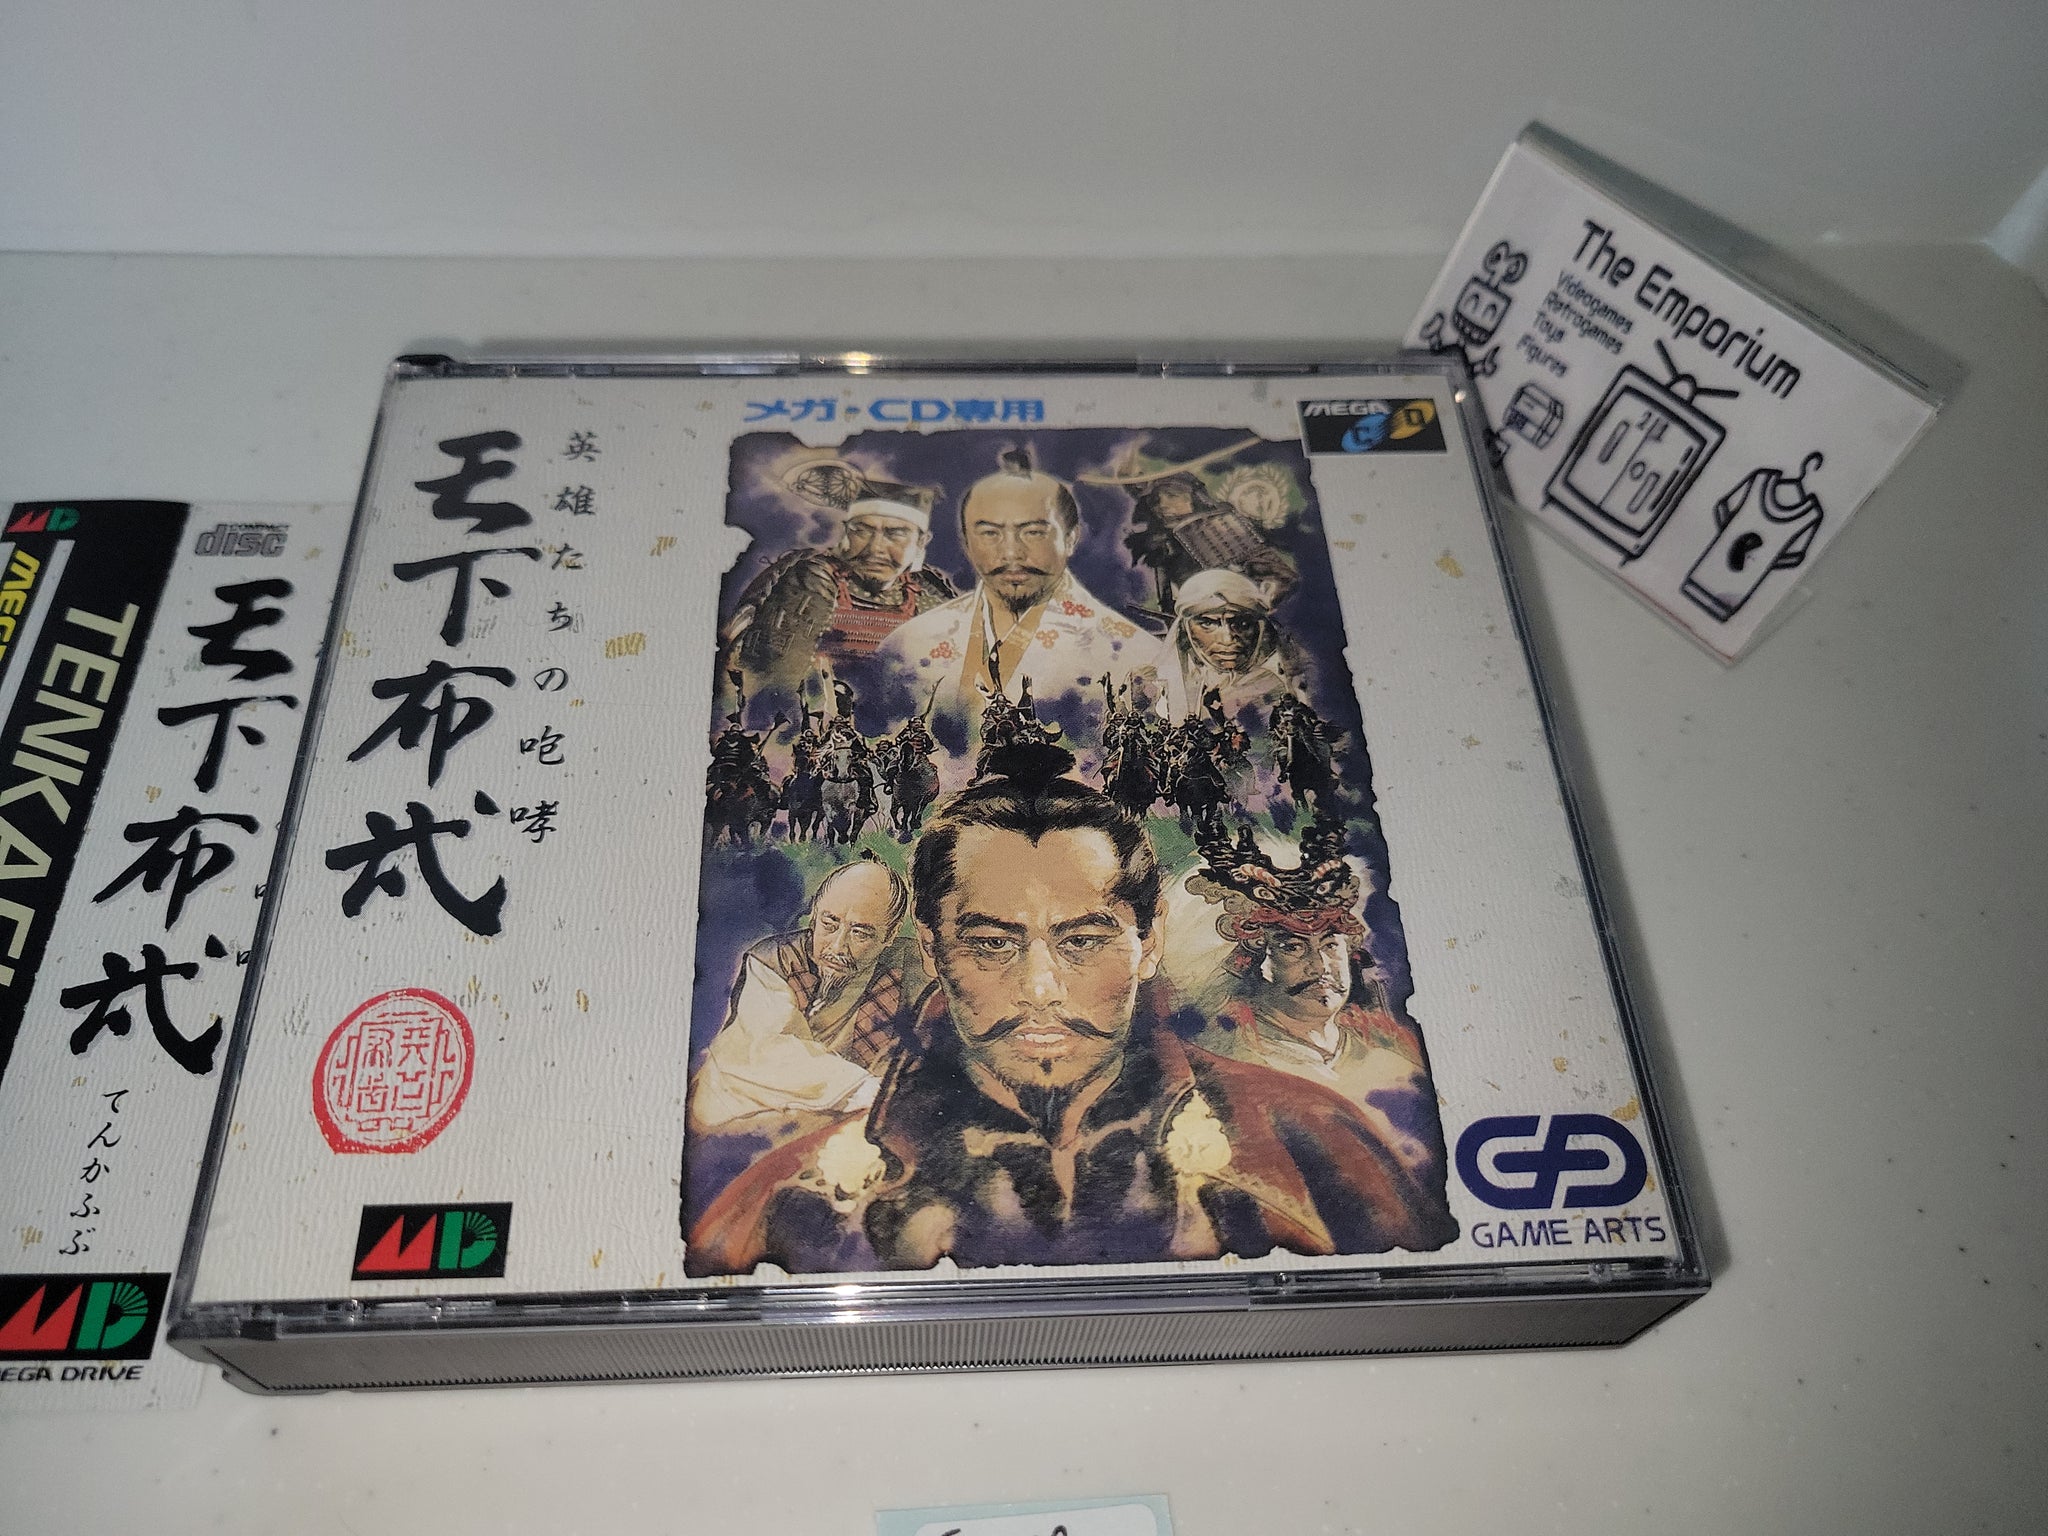 メガ・CD専用
MEGA
CD
天下布武
英雄たちの咆哮
MD
GAME ARTS
COMPACT
disc
TENKAFU
天下布武
てんかふぶ
MD
MEGA DRIVE
The Emporium
Videogames
Retrogames
Toys
Figures